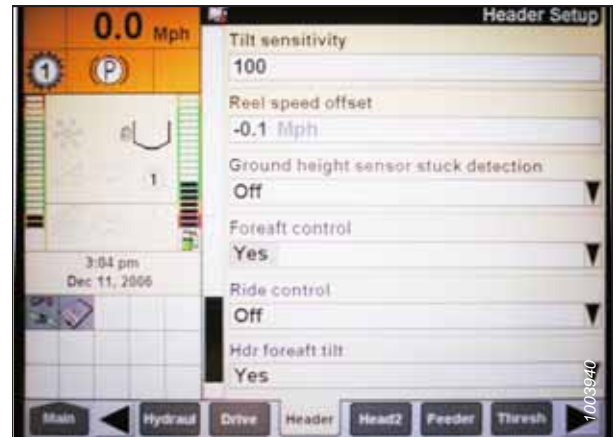 0.0 Mph
Header Setup
Tilt sensitivity
100
1
(P)
Reel speed offset
-0.1 Mph
Ground height sensor stuck detection
Off
1
Foreaft control
Yes
3:04 pm
Dec 11, 2006
Ride control
Off
GPS
Hdr foreaft tilt
Yes
Main
Hydraul
Drive
Header
Head2
Feeder
Thresh
1003940